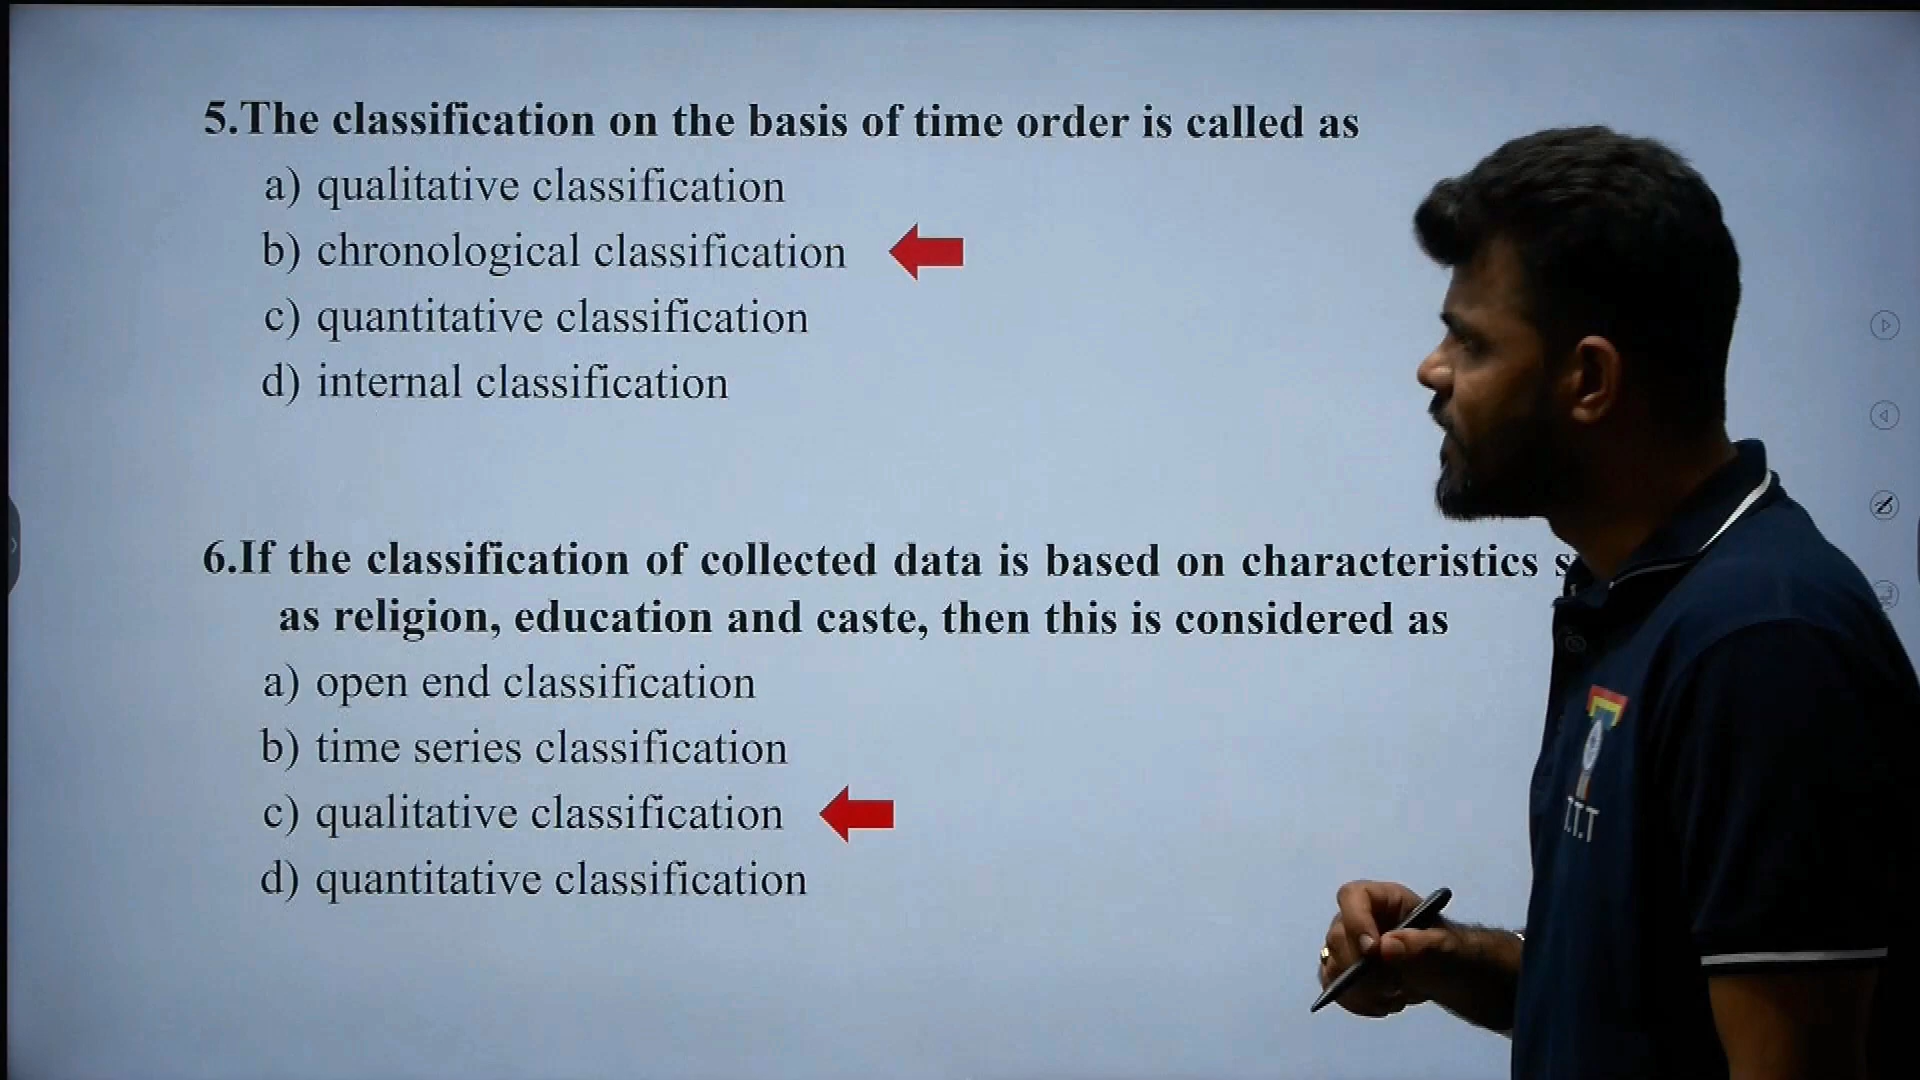 5.The classification on the basis of time order is called as
a) qualitative classification
b) chronological classification
c) quantitative classification
d) internal classification
6.If the classification of collected data is based on characteristics
as religion, education and caste, then this is considered as
a) open end classification
b) time series classification
c) qualitative classification
d) quantitative classification
T.T.T